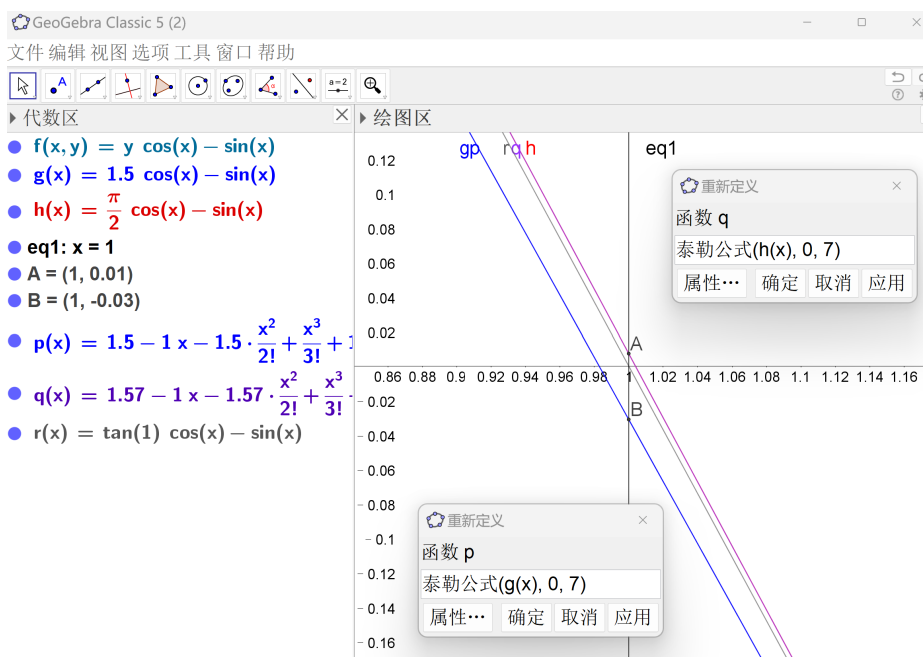 GeoGebra Classic 5 (2)
文件 编辑 视图 选项 工具 窗口 帮助
A
α
a = 2
代数区
绘图区
f(x,y) = y cos(x) − sin(x)
g(x) = 1.5 cos(x) − sin(x)
h(x) = π/2 cos(x) − sin(x)
eq1: x = 1
A = (1, 0.01)
B = (1, -0.03)
p(x) = 1.5 − 1 x − 1.5 · x²/2! + x³/3! + 1
q(x) = 1.57 − 1 x − 1.57 · x²/2! + x³/3! ·
r(x) = tan(1) cos(x) − sin(x)
gp rq h eq1
0.12
0.1
0.08
0.06
0.04
0.02
A
0.86 0.88 0.9 0.92 0.94 0.96 0.98 1 1.02 1.04 1.06 1.08 1.1 1.12 1.14 1.16
−0.02
B
−0.04
−0.06
−0.08
−0.1
−0.12
−0.14
−0.16
重新定义
函数 q
泰勒公式(h(x), 0, 7)
属性… 确定 取消 应用
重新定义
函数 p
泰勒公式(g(x), 0, 7)
属性… 确定 取消 应用